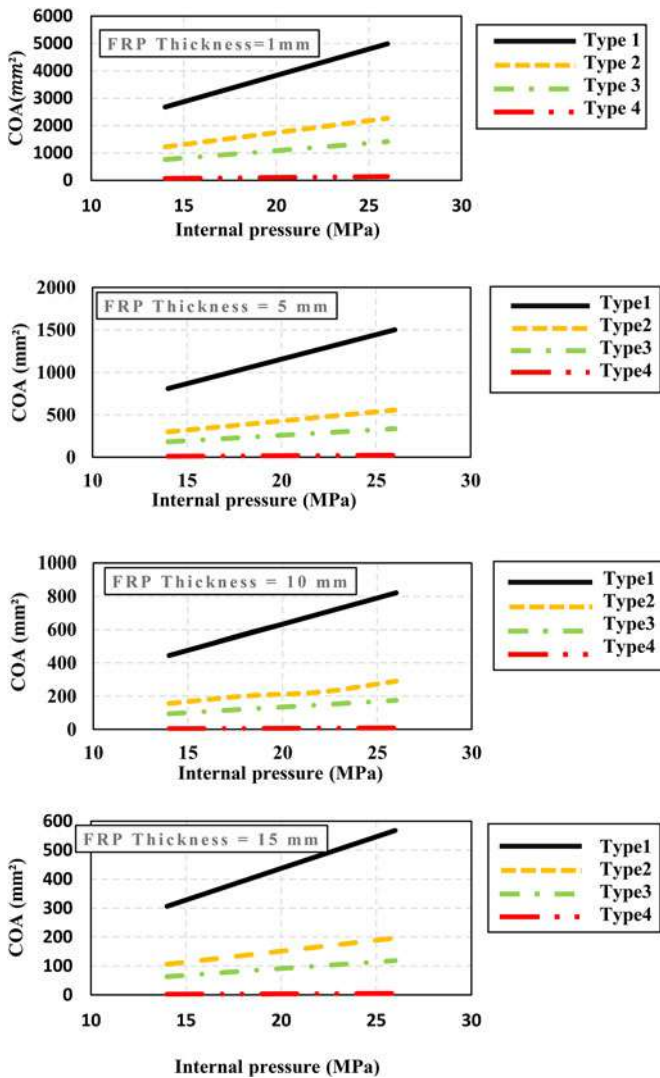 6000
5000
4000
3000
2000
1000
0
COA(mm²)
FRP Thickness=1mm
10 15 20 25 30
Internal pressure (MPa)
Type 1
Type 2
Type 3
Type 4
2000
1500
1000
500
0
COA (mm²)
FRP Thickness = 5 mm
10 15 20 25 30
Internal pressure (MPa)
Type1
Type2
Type3
Type4
1000
800
600
400
200
0
COA (mm²)
FRP Thickness = 10 mm
10 15 20 25 30
Internal pressure (MPa)
Type1
Type2
Type3
Type4
600
500
400
300
200
100
0
COA (mm²)
FRP Thickness = 15 mm
10 15 20 25 30
Internal pressure (MPa)
Type1
Type2
Type3
Type4